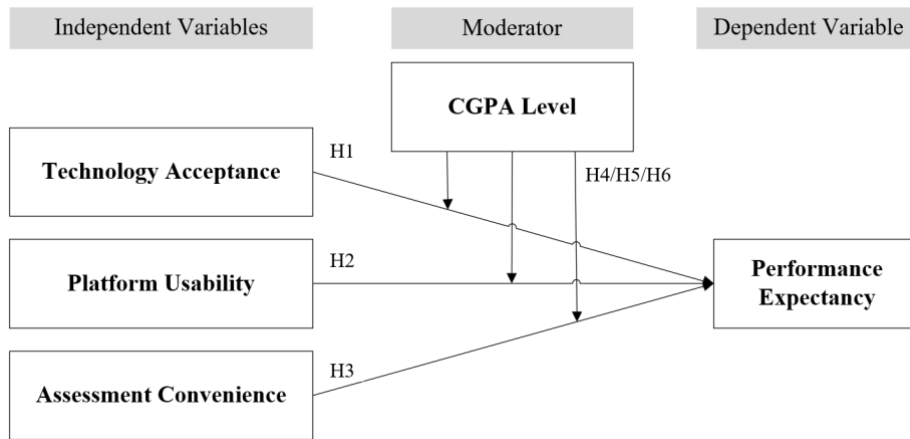 Independent Variables
Moderator
Dependent Variable
CGPA Level
Technology Acceptance
H1
H4/H5/H6
Platform Usability
H2
Performance
Expectancy
Assessment Convenience
H3